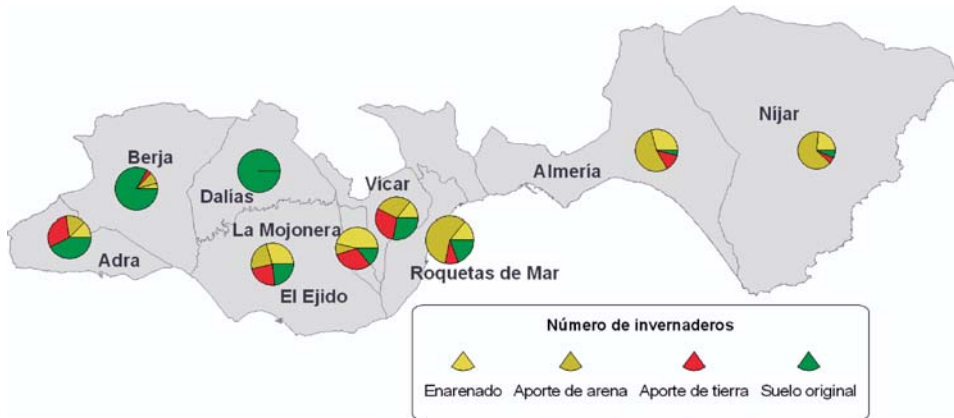 Níjar
Berja
Vícar
Almería
Dalías
La Mojonera
Adra
Roquetas de Mar
El Ejido
Número de invernaderos
Enarenado
Aporte de arena
Aporte de tierra
Suelo original